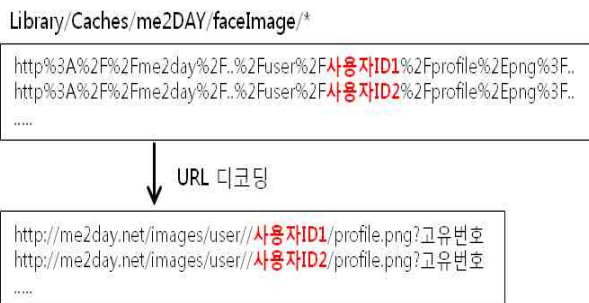 Library/Caches/me2DAY/faceImage/*
http%3A%2F%2Fme2day%2F..%2Fuser%2F사용자ID1%2Fprofile%2Epng%3F..
http%3A%2F%2Fme2day%2F..%2Fuser%2F사용자ID2%2Fprofile%2Epng%3F..
.....
URL 디코딩
http://me2day.net/images/user//사용자ID1/profile.png?고유번호
http://me2day.net/images/user//사용자ID2/profile.png?고유번호
.....